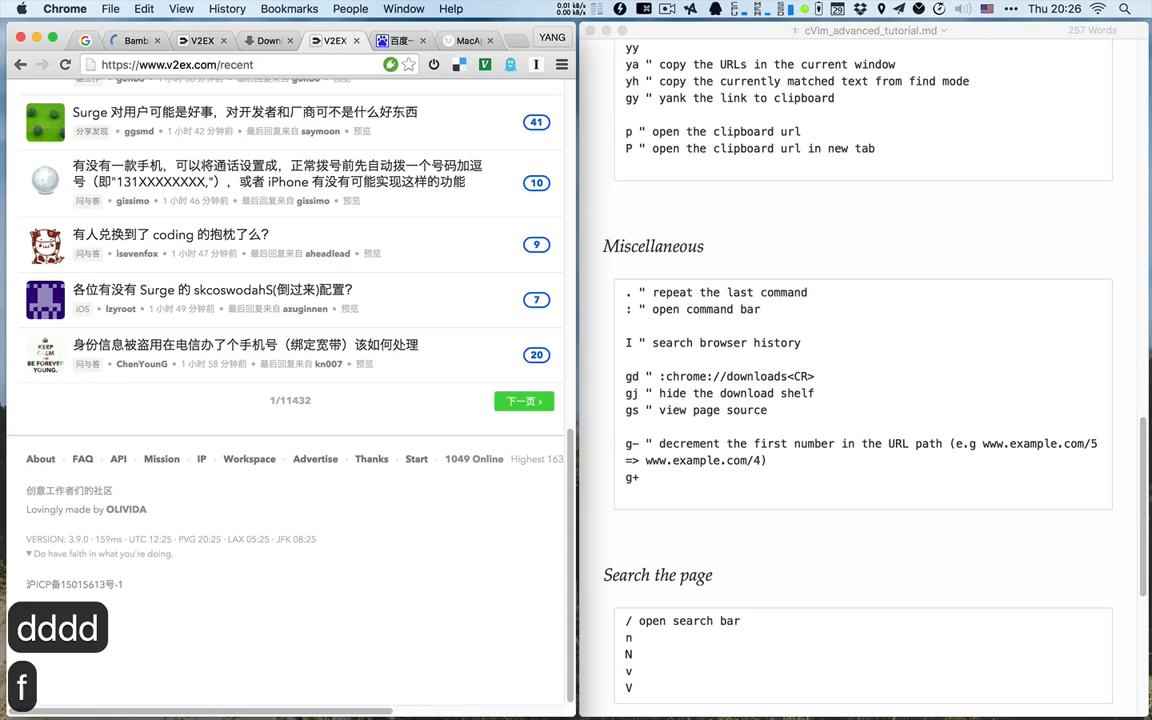 Chrome File Edit View History Bookmarks People Window Help
0.01 kB/s
0.00 kB/s
Thu 20:26
Bamb
V2EX
Downl
V2EX
百度一
MacAp
YANG
https://www.v2ex.com/recent
Surge 对用户可能是好事，对开发者和厂商可不是什么好东西
分享发现 • ggsmd • 1 小时 42 分钟前 • 最后回复来自 saymoon • 预览
41
有没有一款手机，可以将通话设置成，正常拨号前先自动拨一个号码加逗
号（即"131XXXXXXXX,"），或者 iPhone 有没有可能实现这样的功能
问与答 • gissimo • 1 小时 46 分钟前 • 最后回复来自 gissimo • 预览
10
有人兑换到了 coding 的抱枕了么？
问与答 • isevenfox • 1 小时 47 分钟前 • 最后回复来自 aheadlead • 预览
9
各位有没有 Surge 的 skcoswodahS(倒过来)配置？
iOS • lzyroot • 1 小时 49 分钟前 • 最后回复来自 azuginnen • 预览
7
KEEP
CALM
BE FOREVER
YOUNG.
身份信息被盗用在电信办了个手机号（绑定宽带）该如何处理
问与答 • ChenYounG • 1 小时 58 分钟前 • 最后回复来自 kn007 • 预览
20
1/11432
下一页 ›
About · FAQ · API · Mission · IP · Workspace · Advertise · Thanks · Start · 1049 Online Highest 163
创意工作者们的社区
Lovingly made by OLIVIDA
VERSION: 3.9.0 · 159ms · UTC 12:25 · PVG 20:25 · LAX 05:25 · JFK 08:25
♥ Do have faith in what you're doing.
沪ICP备15015613号-1
dddd
f
cVim_advanced_tutorial.md
257 Words
yy
ya " copy the URLs in the current window
yh " copy the currently matched text from find mode
gy " yank the link to clipboard
p " open the clipboard url
P " open the clipboard url in new tab
Miscellaneous
. " repeat the last command
: " open command bar
I " search browser history
gd " :chrome://downloads<CR>
gj " hide the download shelf
gs " view page source
g- " decrement the first number in the URL path (e.g www.example.com/5
=> www.example.com/4)
g+
Search the page
/ open search bar
n
N
v
V